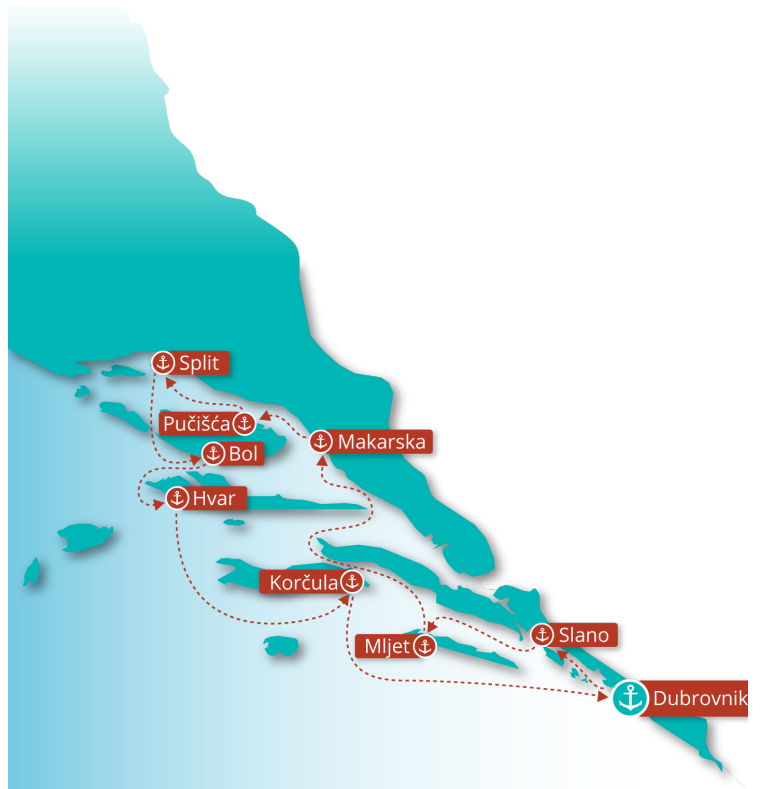 Split
Pučišća
Makarska
Bol
Hvar
Korčula
Slano
Mljet
Dubrovnik